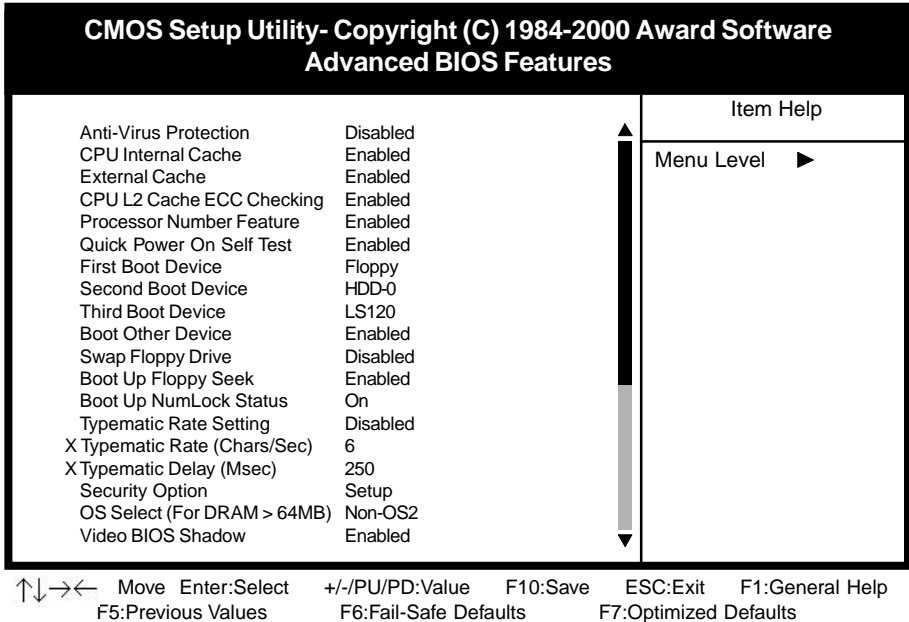 CMOS Setup Utility- Copyright (C) 1984-2000 Award Software
Advanced BIOS Features
Item Help
Menu Level ▶
Anti-Virus Protection Disabled
CPU Internal Cache Enabled
External Cache Enabled
CPU L2 Cache ECC Checking Enabled
Processor Number Feature Enabled
Quick Power On Self Test Enabled
First Boot Device Floppy
Second Boot Device HDD-0
Third Boot Device LS120
Boot Other Device Enabled
Swap Floppy Drive Disabled
Boot Up Floppy Seek Enabled
Boot Up NumLock Status On
Typematic Rate Setting Disabled
X Typematic Rate (Chars/Sec) 6
X Typematic Delay (Msec) 250
Security Option Setup
OS Select (For DRAM > 64MB) Non-OS2
Video BIOS Shadow Enabled
↑↓→← Move Enter:Select +/-/PU/PD:Value F10:Save ESC:Exit F1:General Help
F5:Previous Values F6:Fail-Safe Defaults F7:Optimized Defaults